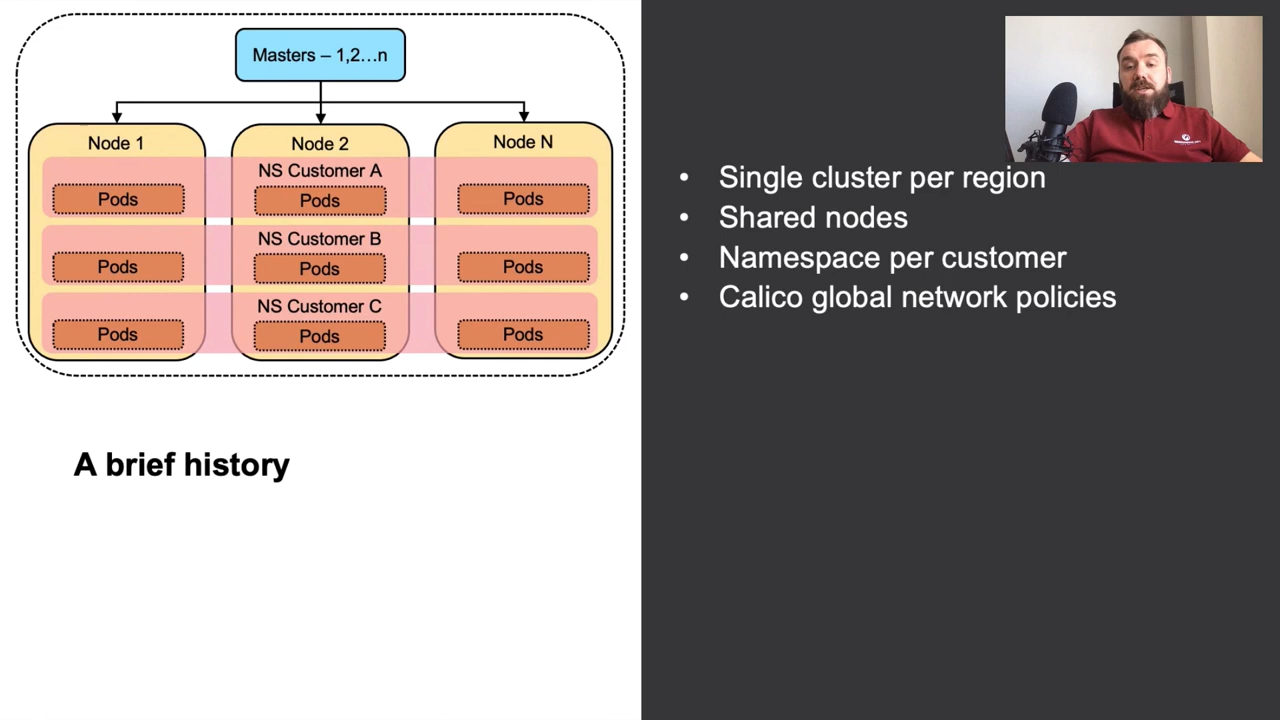 Masters – 1,2…n
Node 1
Node 2
Node N
NS Customer A
Pods
Pods
Pods
NS Customer B
Pods
Pods
Pods
NS Customer C
Pods
Pods
Pods
A brief history
• Single cluster per region
• Shared nodes
• Namespace per customer
• Calico global network policies